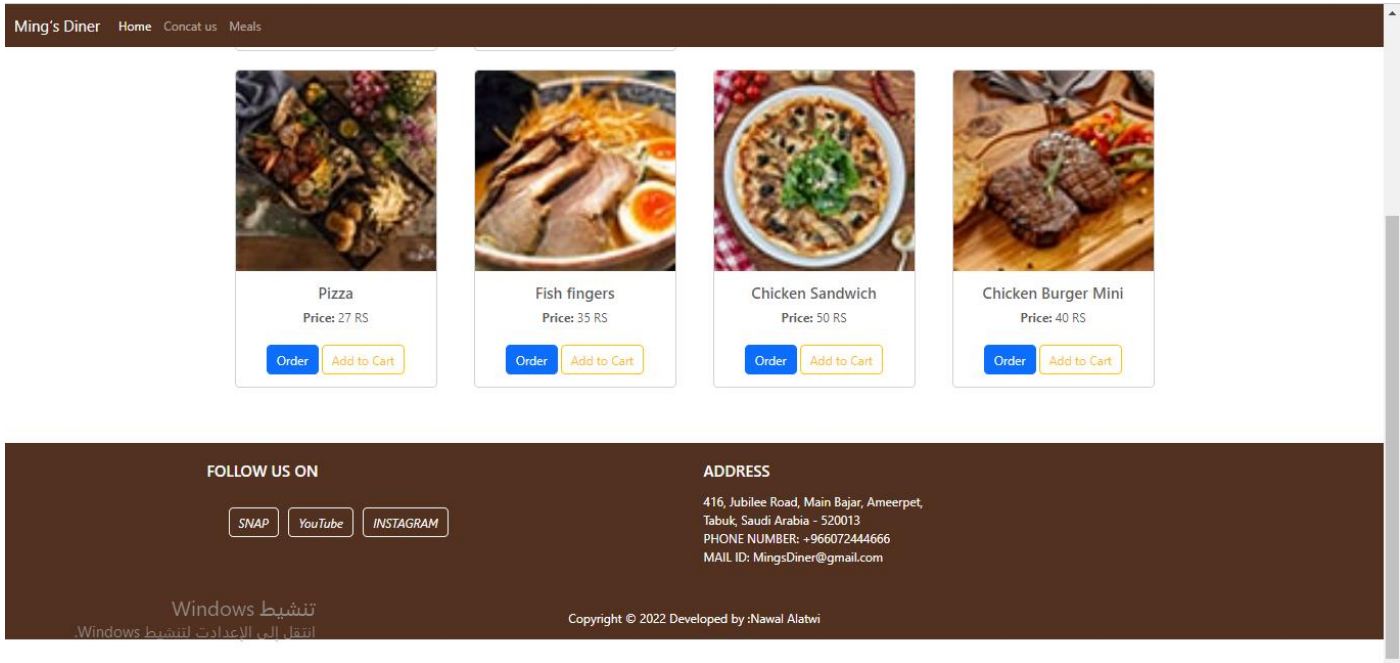 Ming's Diner Home Concat us Meals
Pizza
Price: 27 RS
Order Add to Cart
Fish fingers
Price: 35 RS
Order Add to Cart
Chicken Sandwich
Price: 50 RS
Order Add to Cart
Chicken Burger Mini
Price: 40 RS
Order Add to Cart
FOLLOW US ON
SNAP YouTube INSTAGRAM
ADDRESS
416, Jubilee Road, Main Bajar, Ameerpet,
Tabuk, Saudi Arabia - 520013
PHONE NUMBER: +966072444666
MAIL ID: MingsDiner@gmail.com
تنشيط Windows
انتقل إلى الإعدادات لتنشيط Windows.
Copyright © 2022 Developed by :Nawal Alatwi